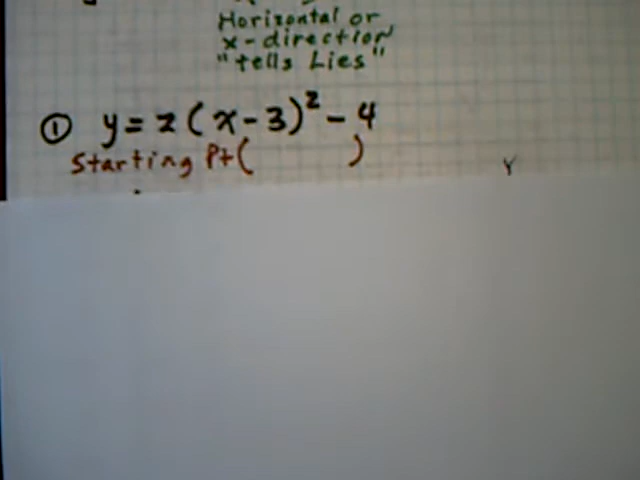 Horizontal or
x-direction
"tells Lies"
① y = 2(x-3)² - 4
Starting Pt( )
Y